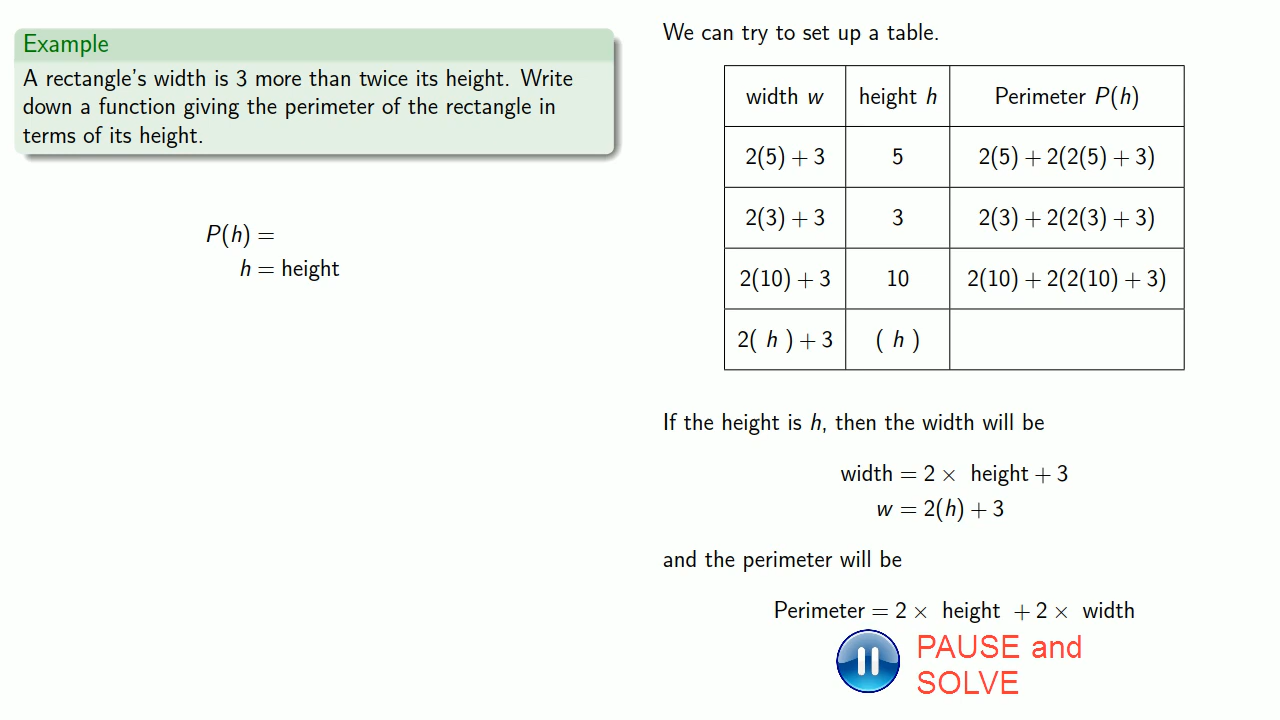 Example
A rectangle's width is 3 more than twice its height. Write
down a function giving the perimeter of the rectangle in
terms of its height.
P(h) =
h = height
We can try to set up a table.
width w height h Perimeter P(h)
2(5) + 3 5 2(5) + 2(2(5) + 3)
2(3) + 3 3 2(3) + 2(2(3) + 3)
2(10) + 3 10 2(10) + 2(2(10) + 3)
2( h ) + 3 ( h )
If the height is h, then the width will be
width = 2 × height + 3
w = 2(h) + 3
and the perimeter will be
Perimeter = 2 × height + 2 × width
PAUSE and
SOLVE